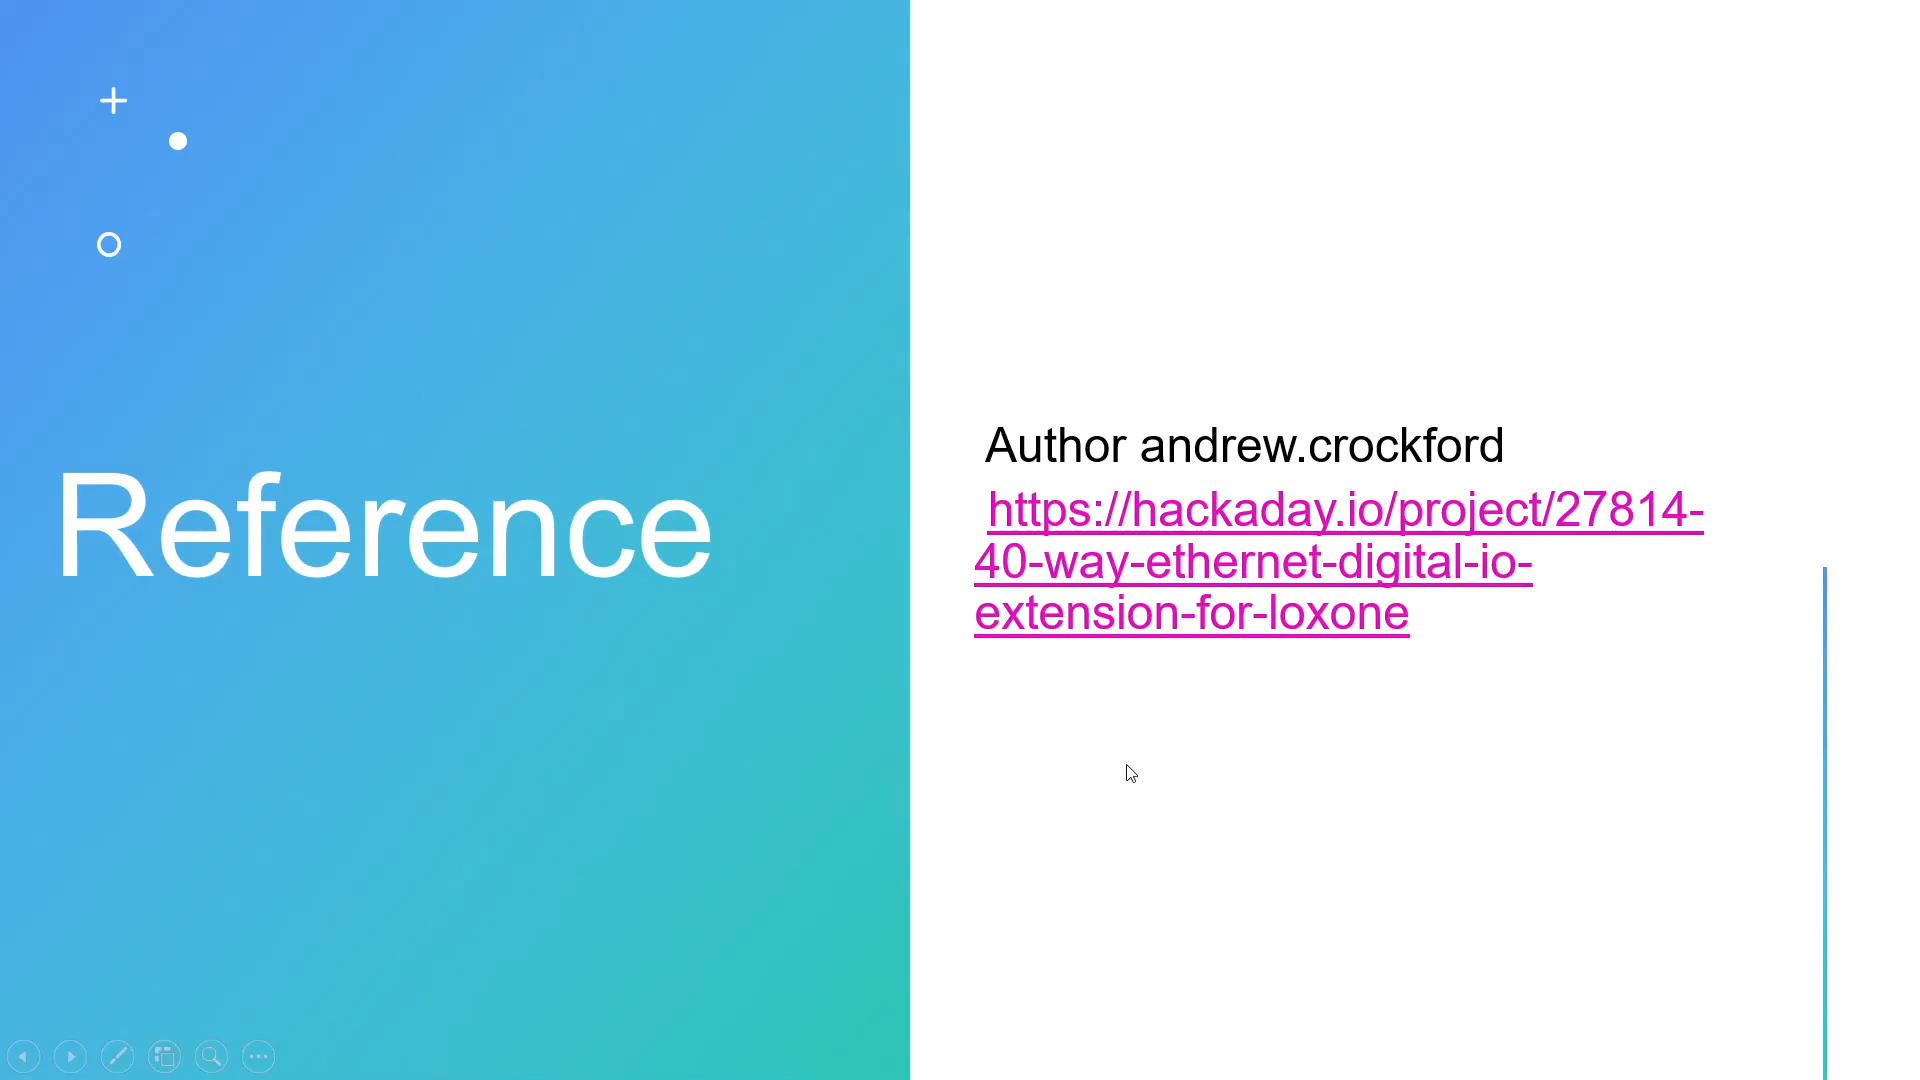 Reference
Author andrew.crockford
https://hackaday.io/project/27814-
40-way-ethernet-digital-io-
extension-for-loxone